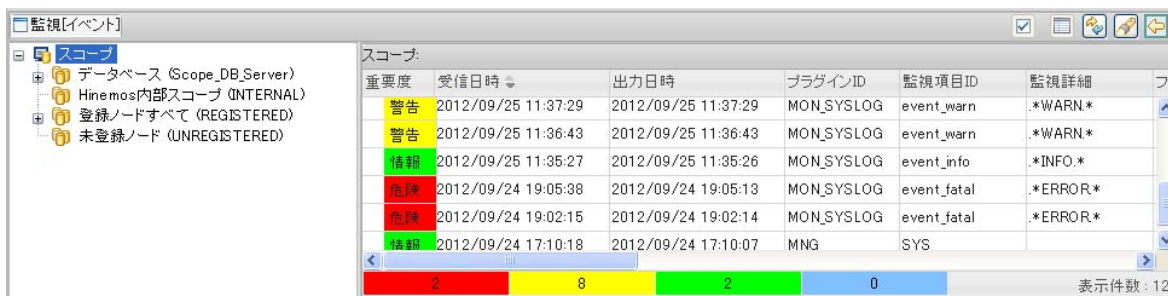 監視[イベント]
スコープ
データベース (Scope_DB_Server)
Hinemos内部スコープ (INTERNAL)
登録ノードすべて (REGISTERED)
未登録ノード (UNREGISTERED)
スコープ:
重要度 受信日時 出力日時 プラグインID 監視項目ID 監視詳細
警告 2012/09/25 11:37:29 2012/09/25 11:37:29 MON_SYSLOG event_warn .*WARN.*
警告 2012/09/25 11:36:43 2012/09/25 11:36:43 MON_SYSLOG event_warn .*WARN.*
情報 2012/09/25 11:35:27 2012/09/25 11:35:26 MON_SYSLOG event_info .*INFO.*
危険 2012/09/24 19:05:38 2012/09/24 19:05:13 MON_SYSLOG event_fatal .*ERROR.*
危険 2012/09/24 19:02:15 2012/09/24 19:02:14 MON_SYSLOG event_fatal .*ERROR.*
情報 2012/09/24 17:10:18 2012/09/24 17:10:07 MNG SYS
2 8 2 0 表示件数 : 12